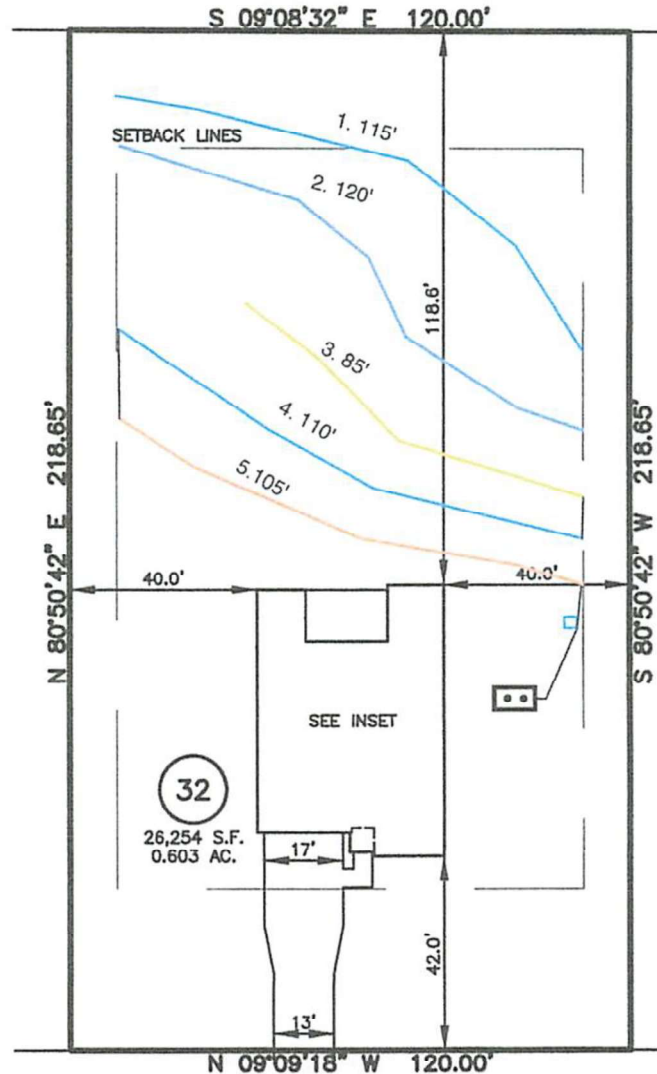 S 09°08'32" E 120.00'
1. 115'
SETBACK LINES
2. 120'
118.6'
3. 85'
4. 110'
5.105'
N 80°50'42" E 218.65'
S 80°50'42" W 218.65'
40.0'
40.0'
SEE INSET
32
26,254 S.F.
0.603 AC.
17'
42.0'
13'
N 09°09'18" W 120.00'